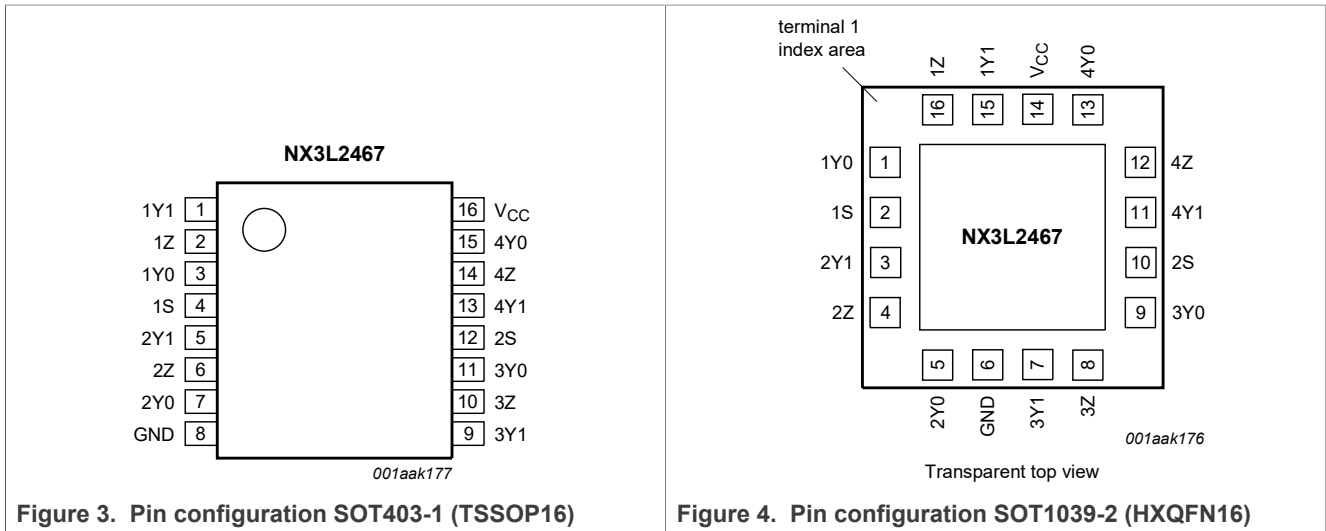 NX3L2467
1Y1 1
1Z 2
1Y0 3
1S 4
2Y1 5
2Z 6
2Y0 7
GND 8
16 VCC
15 4Y0
14 4Z
13 4Y1
12 2S
11 3Y0
10 3Z
9 3Y1
001aak177
Figure 3. Pin configuration SOT403-1 (TSSOP16)
terminal 1
index area
1Z
1Y1
VCC
4Y0
16
15
14
13
1Y0 1
1S 2
2Y1 3
2Z 4
NX3L2467
12 4Z
11 4Y1
10 2S
9 3Y0
5
6
7
8
2Y0
GND
3Y1
3Z
001aak176
Transparent top view
Figure 4. Pin configuration SOT1039-2 (HXQFN16)